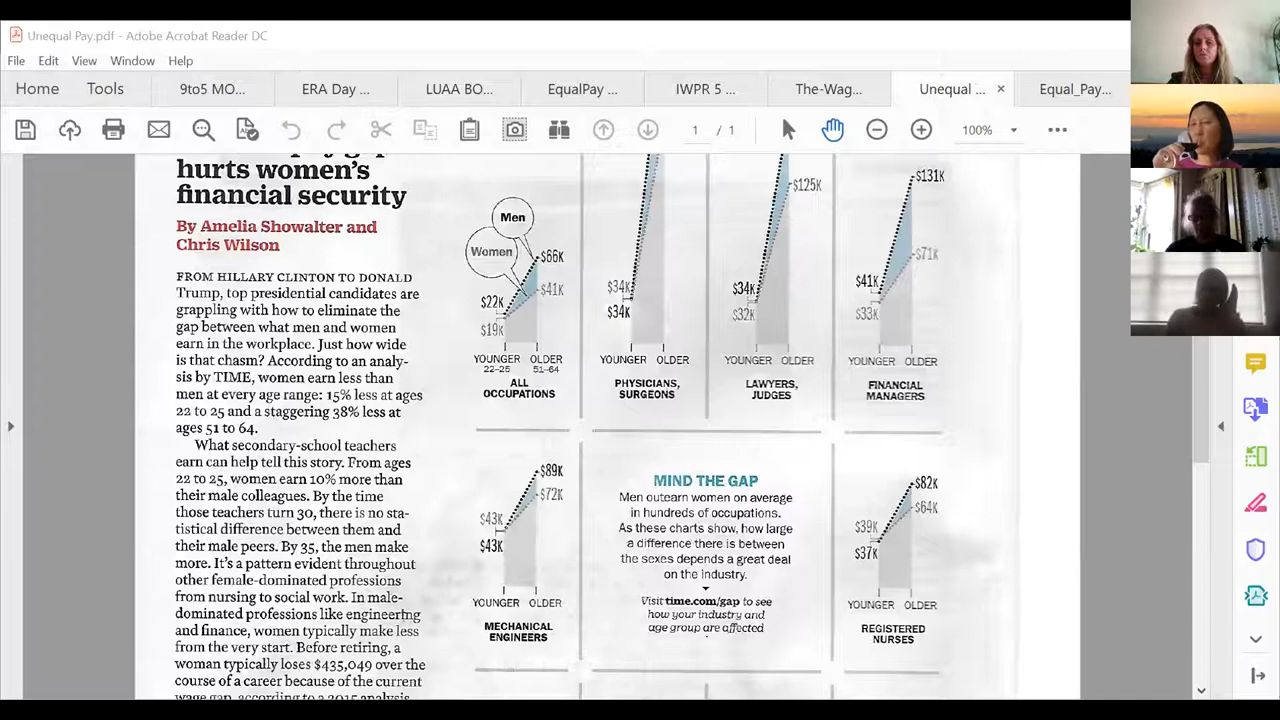 Unequal Pay.pdf - Adobe Acrobat Reader DC
File Edit View Window Help
Home Tools 9to5 MO... ERA Day ... LUAA BO... EqualPay ... IWPR 5 ... The-Wag... Unequal ... × Equal_Pay...
1 / 1 100%
hurts women's
financial security
By Amelia Showalter and
Chris Wilson
FROM HILLARY CLINTON TO DONALD
Trump, top presidential candidates are
grappling with how to eliminate the
gap between what men and women
earn in the workplace. Just how wide
is that chasm? According to an analy-
sis by TIME, women earn less than
men at every age range: 15% less at ages
22 to 25 and a staggering 38% less at
ages 51 to 64.
What secondary-school teachers
earn can help tell this story. From ages
22 to 25, women earn 10% more than
their male colleagues. By the time
those teachers turn 30, there is no sta-
tistical difference between them and
their male peers. By 35, the men make
more. It's a pattern evident throughout
other female-dominated professions
from nursing to social work. In male-
dominated professions like engineering
and finance, women typically make less
from the very start. Before retiring, a
woman typically loses $435,049 over the
course of a career because of the current
wage gap, according to a 2015 analysis
Men
Women
$66K
$41K
$22K
$19K
YOUNGER OLDER
22–25 51–64
ALL
OCCUPATIONS
$34K
$34K
YOUNGER OLDER
PHYSICIANS,
SURGEONS
$125K
$34K
$32K
YOUNGER OLDER
LAWYERS,
JUDGES
$131K
$71K
$41K
$33K
YOUNGER OLDER
FINANCIAL
MANAGERS
$89K
$72K
$43K
$43K
YOUNGER OLDER
MECHANICAL
ENGINEERS
MIND THE GAP
Men outearn women on average
in hundreds of occupations.
As these charts show, how large
a difference there is between
the sexes depends a great deal
on the industry.
Visit time.com/gap to see
how your industry and
age group are affected
$82K
$64K
$39K
$37K
YOUNGER OLDER
REGISTERED
NURSES